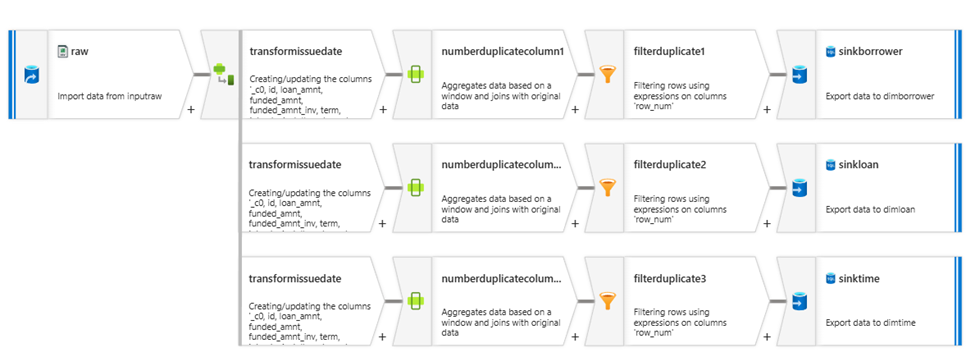 raw
Import data from inputraw
transformissuedate
Creating/updating the columns
'_c0, id, loan_amnt,
funded_amnt,
funded_amnt_inv, term,
numberduplicatecolumn1
Aggregates data based on a
window and joins with original
data
filterduplicate1
Filtering rows using
expressions on columns
'row_num'
sinkborrower
Export data to dimborrower
transformissuedate
Creating/updating the columns
'_c0, id, loan_amnt,
funded_amnt,
funded_amnt_inv, term,
numberduplicatecolum...
Aggregates data based on a
window and joins with original
data
filterduplicate2
Filtering rows using
expressions on columns
'row_num'
sinkloan
Export data to dimloan
transformissuedate
Creating/updating the columns
'_c0, id, loan_amnt,
funded_amnt,
funded_amnt_inv, term,
numberduplicatecolum...
Aggregates data based on a
window and joins with original
data
filterduplicate3
Filtering rows using
expressions on columns
'row_num'
sinktime
Export data to dimtime